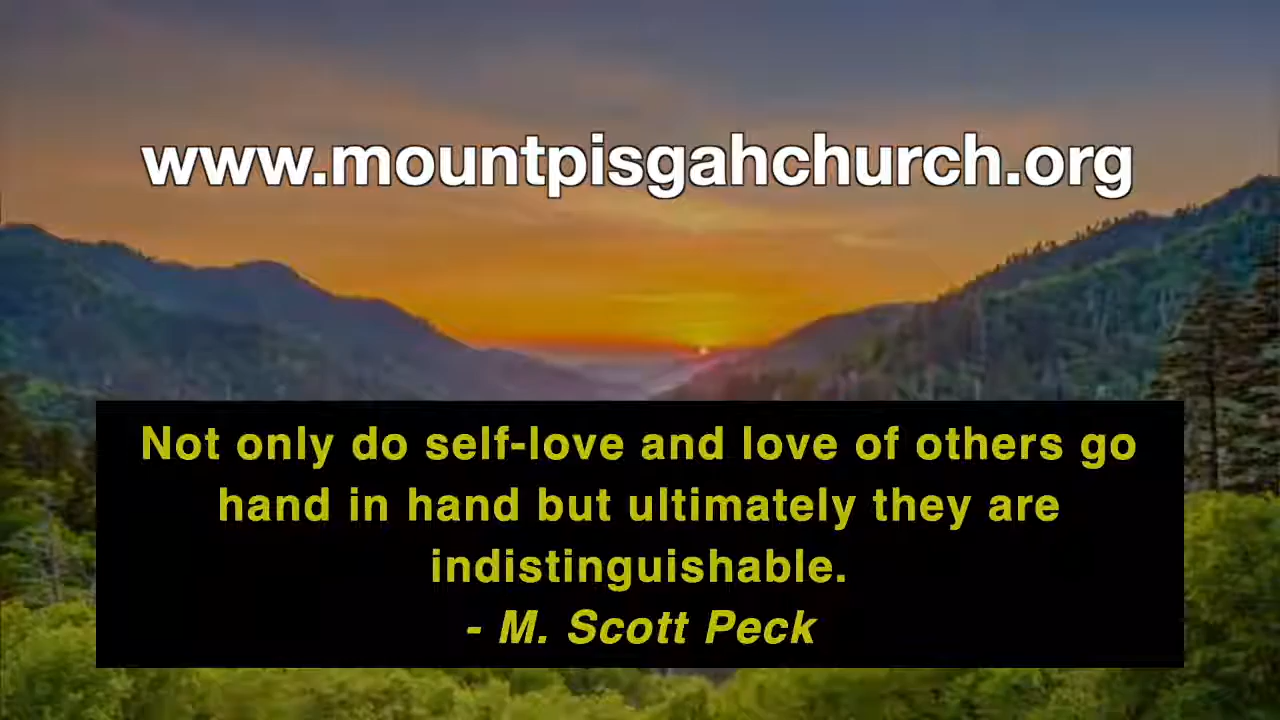 www.mountpisgahchurch.org
Not only do self-love and love of others go
hand in hand but ultimately they are
indistinguishable.
- M. Scott Peck